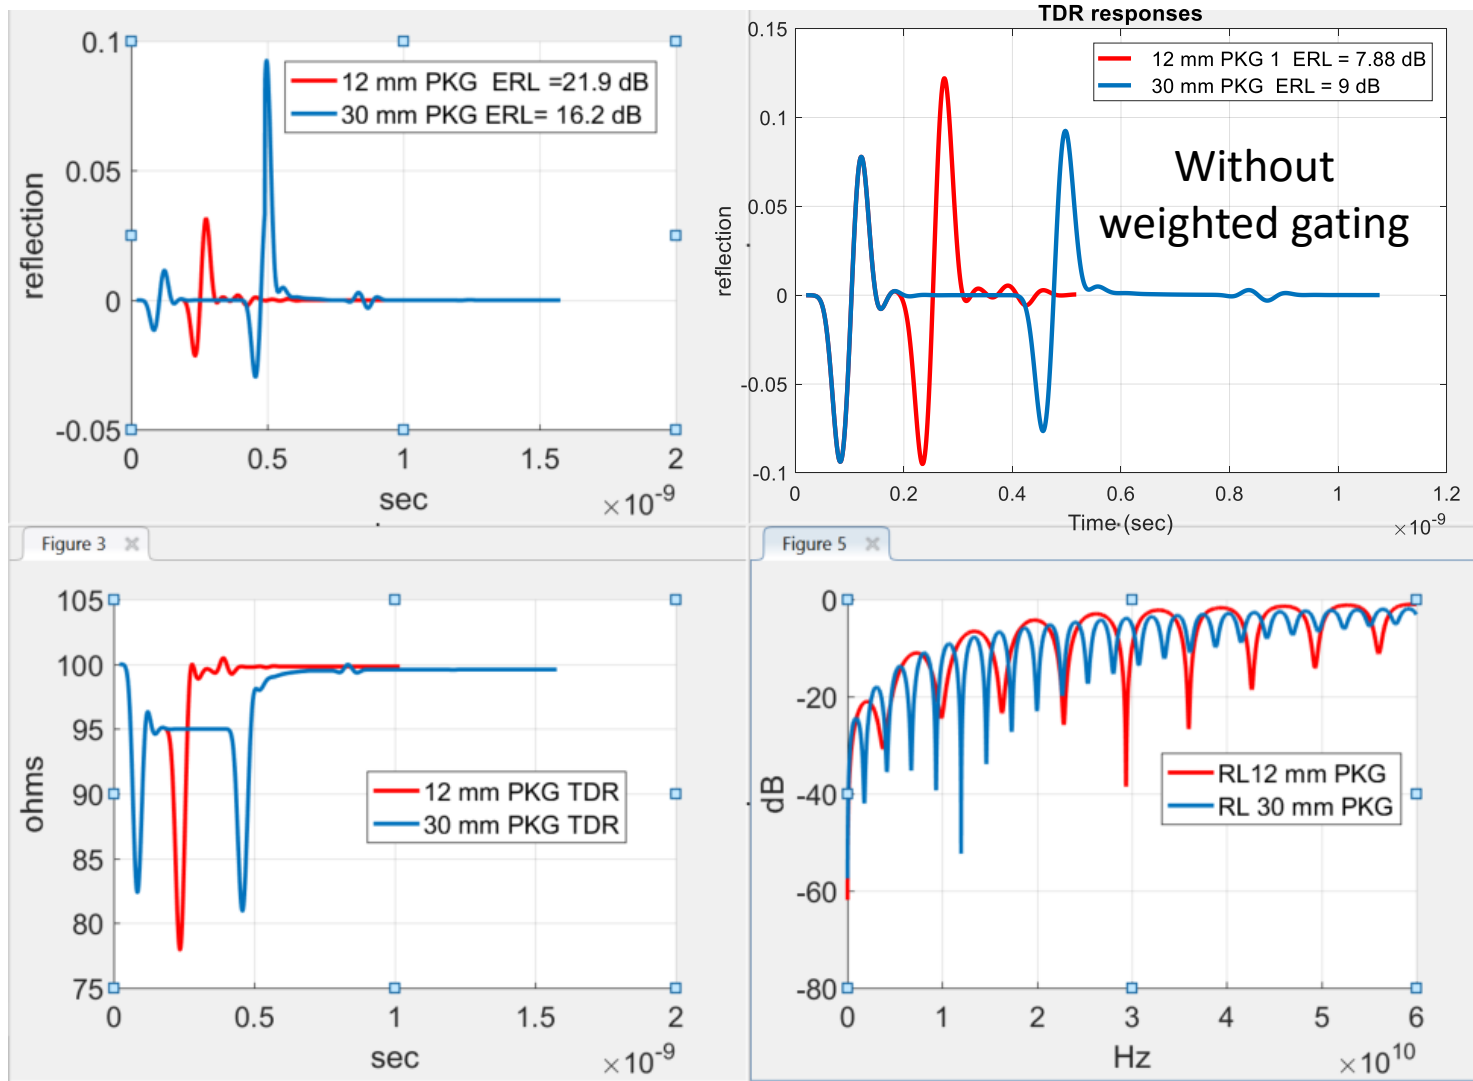 0.1
0.05
0
-0.05
reflection
12 mm PKG  ERL =21.9 dB
30 mm PKG ERL= 16.2 dB
0
0.5
1
1.5
2
sec
×10⁻⁹
TDR responses
0.15
0.1
0.05
0
-0.05
-0.1
reflection
12 mm PKG 1  ERL = 7.88 dB
30 mm PKG  ERL = 9 dB
Without
weighted gating
0
0.2
0.4
0.6
0.8
1
1.2
Time (sec)
×10⁻⁹
Figure 3
105
100
95
90
85
80
75
ohms
12 mm PKG TDR
30 mm PKG TDR
0
0.5
1
1.5
2
sec
×10⁻⁹
Figure 5
0
-20
-40
-60
-80
dB
RL12 mm PKG
RL 30 mm PKG
0
1
2
3
4
5
6
Hz
×10¹⁰